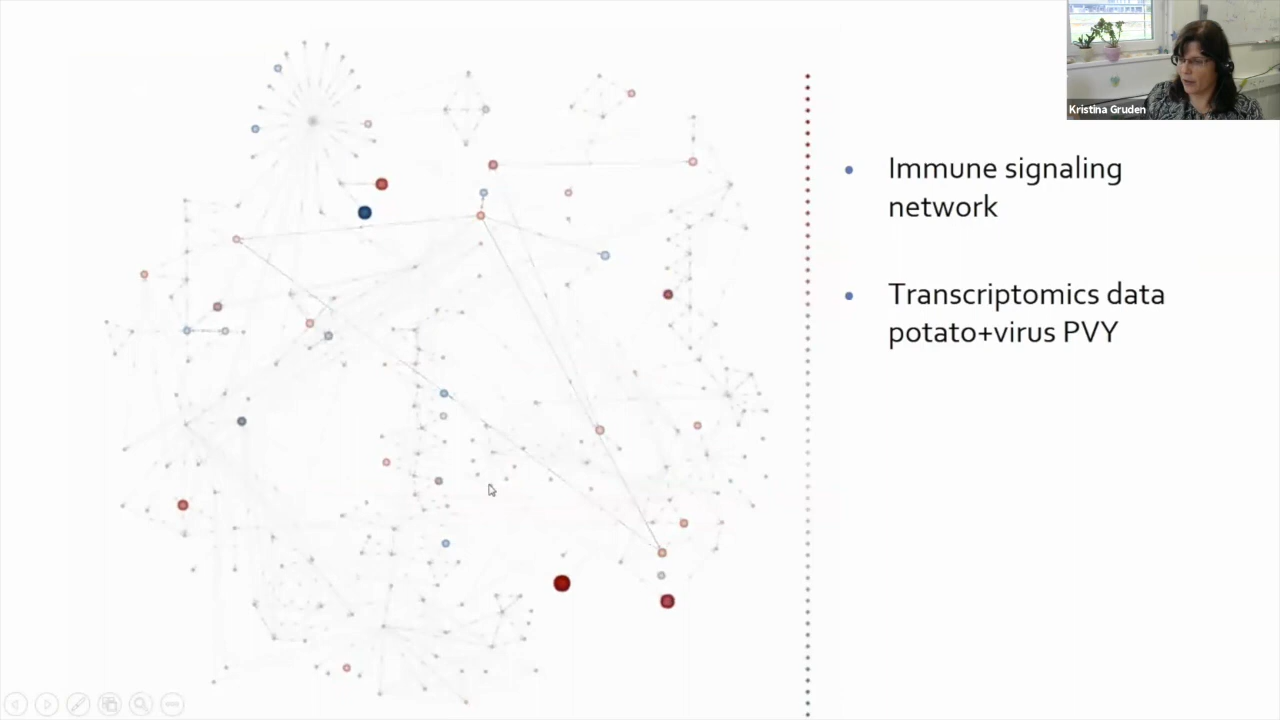 Kristina Gruden
Immune signaling
network
Transcriptomics data
potato+virus PVY